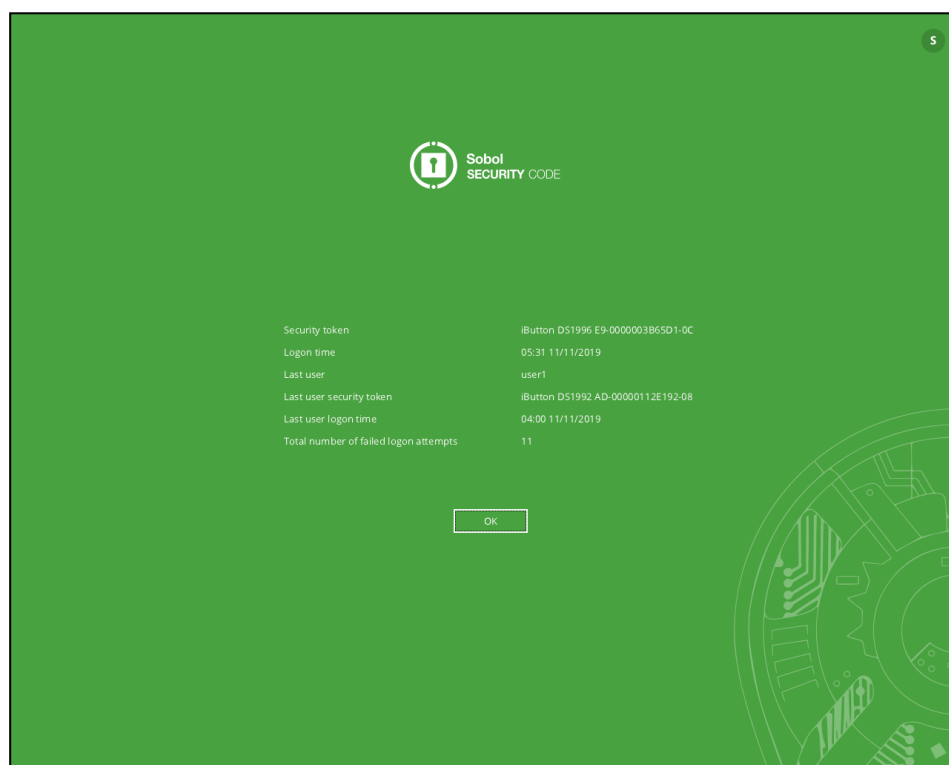 S
Sobol
SECURITY CODE
Security token iButton DS1996 E9-0000003B65D1-0C
Logon time 05:31 11/11/2019
Last user user1
Last user security token iButton DS1992 AD-00000112E192-08
Last user logon time 04:00 11/11/2019
Total number of failed logon attempts 11
OK